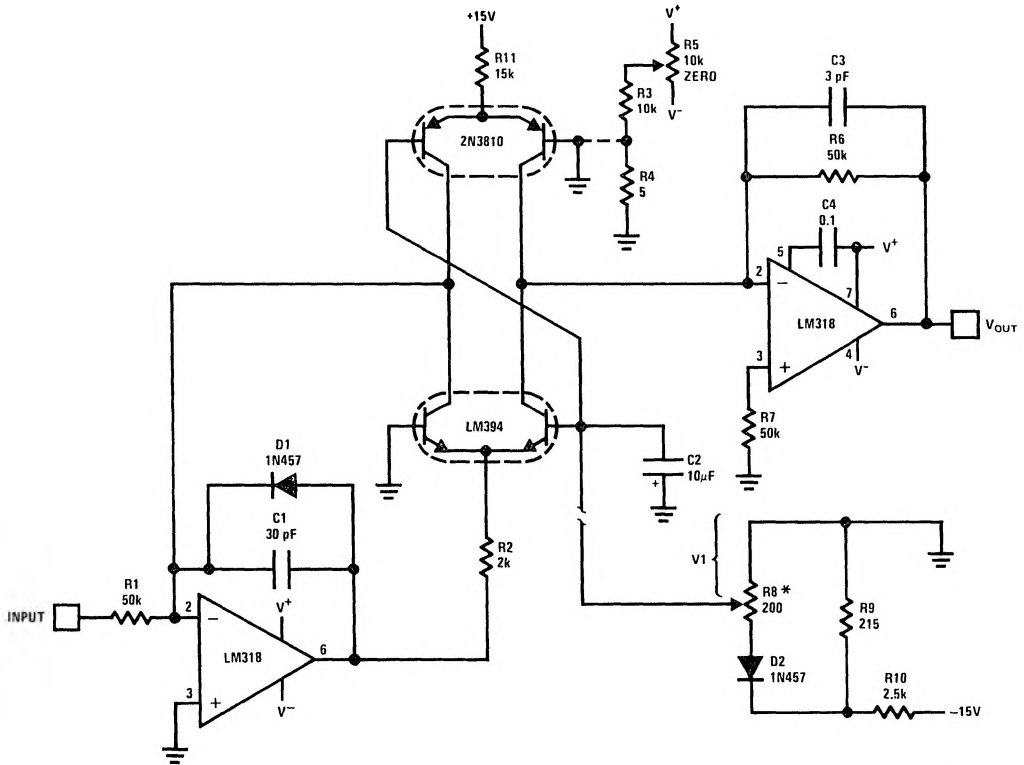 +15V
R11
15k
2N3810
V+
R5
10k
ZERO
V-
R3
10k
R4
5
C3
3 pF
R6
50k
C4
0.1
5
V+
2
−
7
LM318
6
VOUT
3
+
4
V-
R7
50k
LM394
C2
10µF
+
D1
1N457
C1
30 pF
R2
2k
INPUT
R1
50k
2
−
V+
LM318
6
3
+
V-
V1
R8 *
200
R9
215
D2
1N457
R10
2.5k
−15V